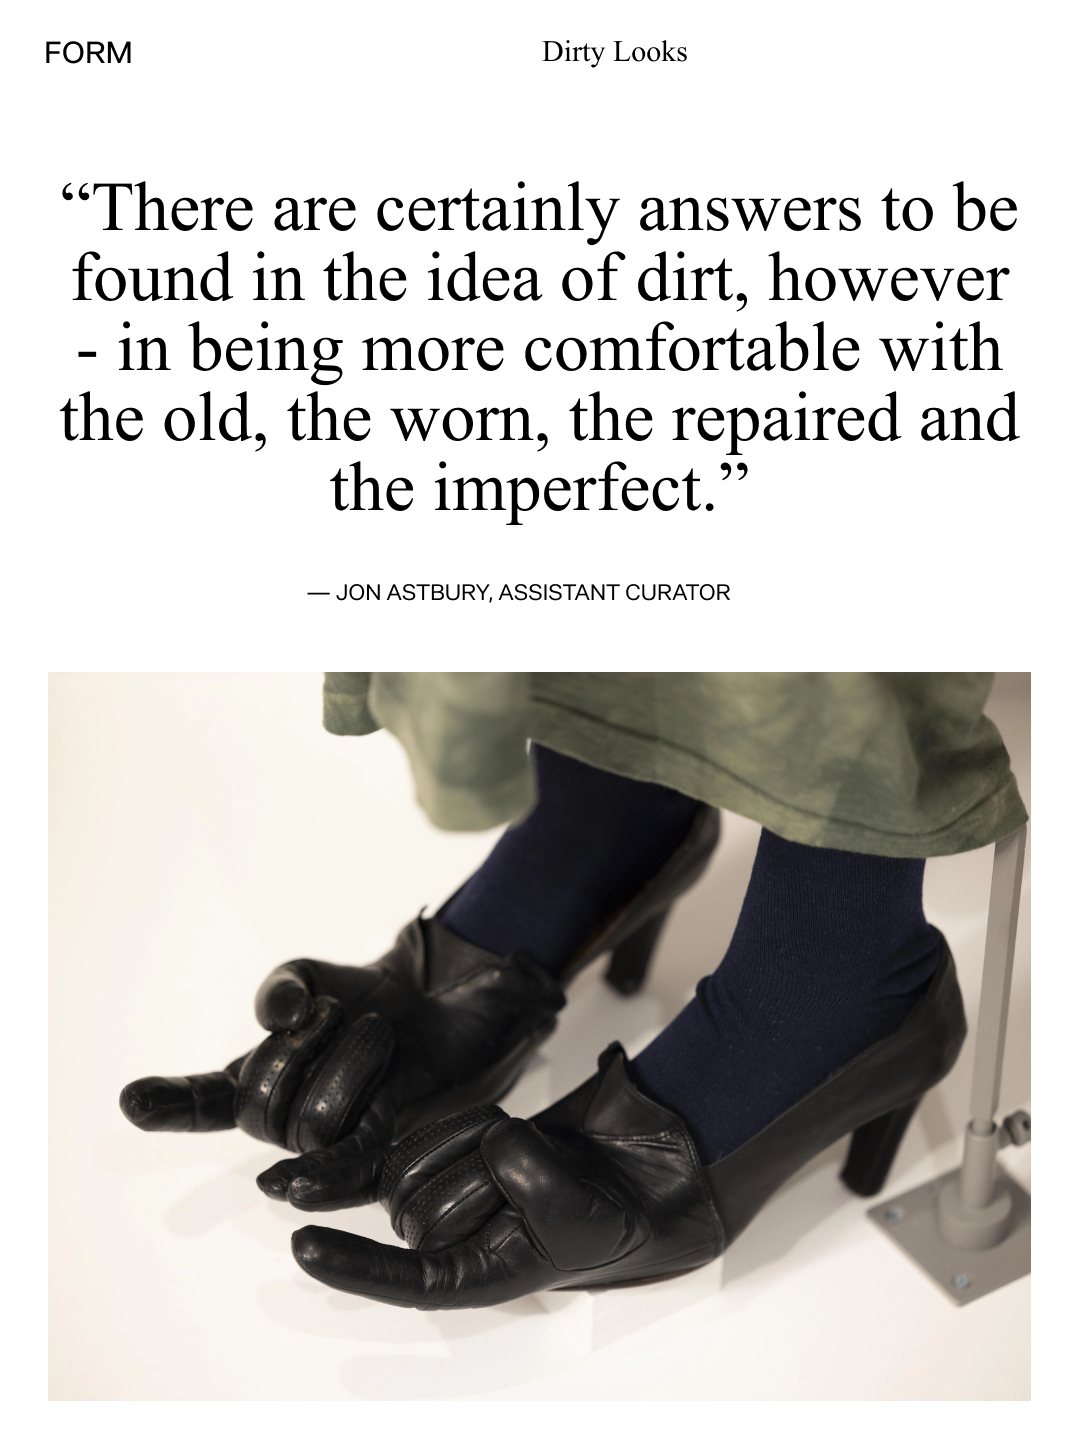 FORM
Dirty Looks
“There are certainly answers to be
found in the idea of dirt, however
- in being more comfortable with
the old, the worn, the repaired and
the imperfect.”
— JON ASTBURY, ASSISTANT CURATOR